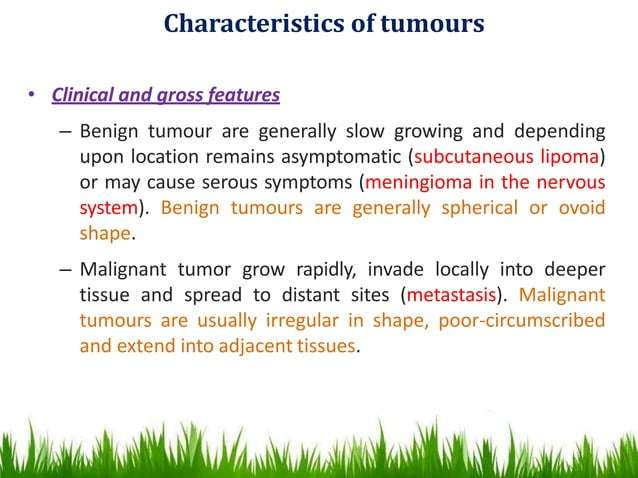 Characteristics of tumours
• Clinical and gross features
– Benign tumour are generally slow growing and depending
upon location remains asymptomatic (subcutaneous lipoma)
or may cause serous symptoms (meningioma in the nervous
system). Benign tumours are generally spherical or ovoid
shape.
– Malignant tumor grow rapidly, invade locally into deeper
tissue and spread to distant sites (metastasis). Malignant
tumours are usually irregular in shape, poor-circumscribed
and extend into adjacent tissues.